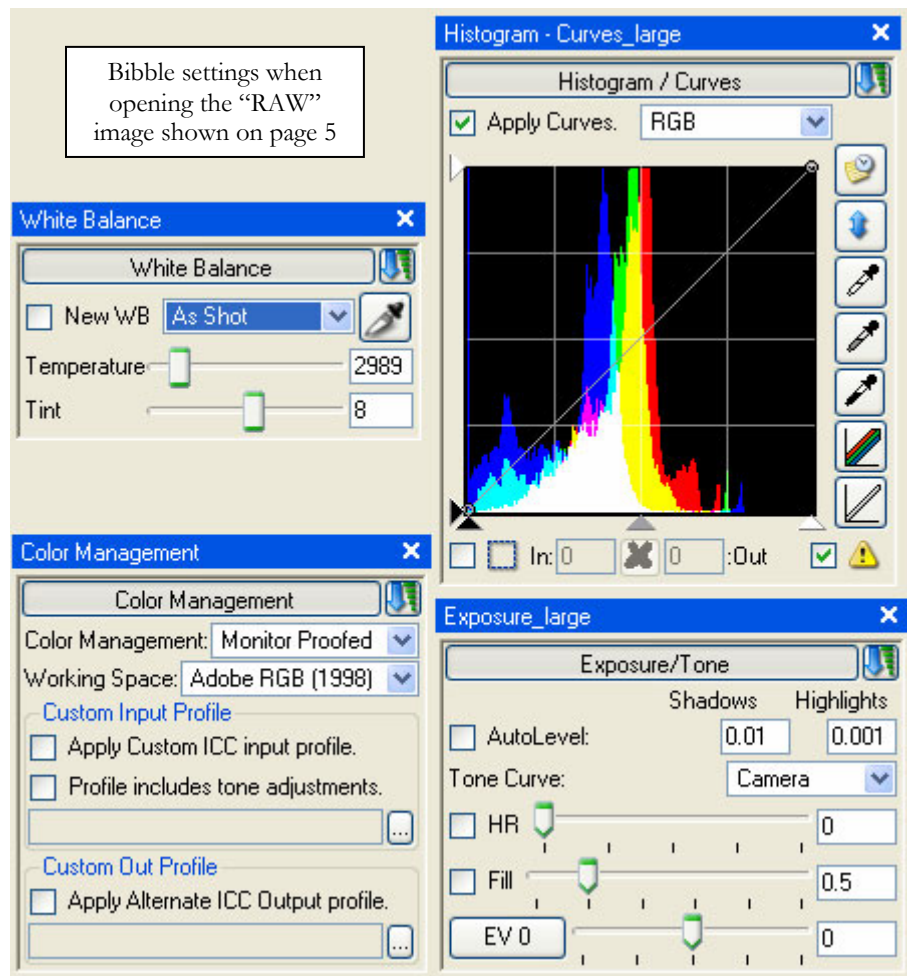 Bibble settings when
opening the “RAW”
image shown on page 5
White Balance
White Balance
New WB As Shot
Temperature 2989
Tint 8
Color Management
Color Management
Color Management: Monitor Proofed
Working Space: Adobe RGB (1998)
Custom Input Profile
Apply Custom ICC input profile.
Profile includes tone adjustments.
...
Custom Out Profile
Apply Alternate ICC Output profile.
...
Histogram - Curves_large
Histogram / Curves
Apply Curves. RGB
In: 0 0 :Out
Exposure_large
Exposure/Tone
Shadows Highlights
AutoLevel: 0.01 0.001
Tone Curve: Camera
HR 0
Fill 0.5
EV 0 0